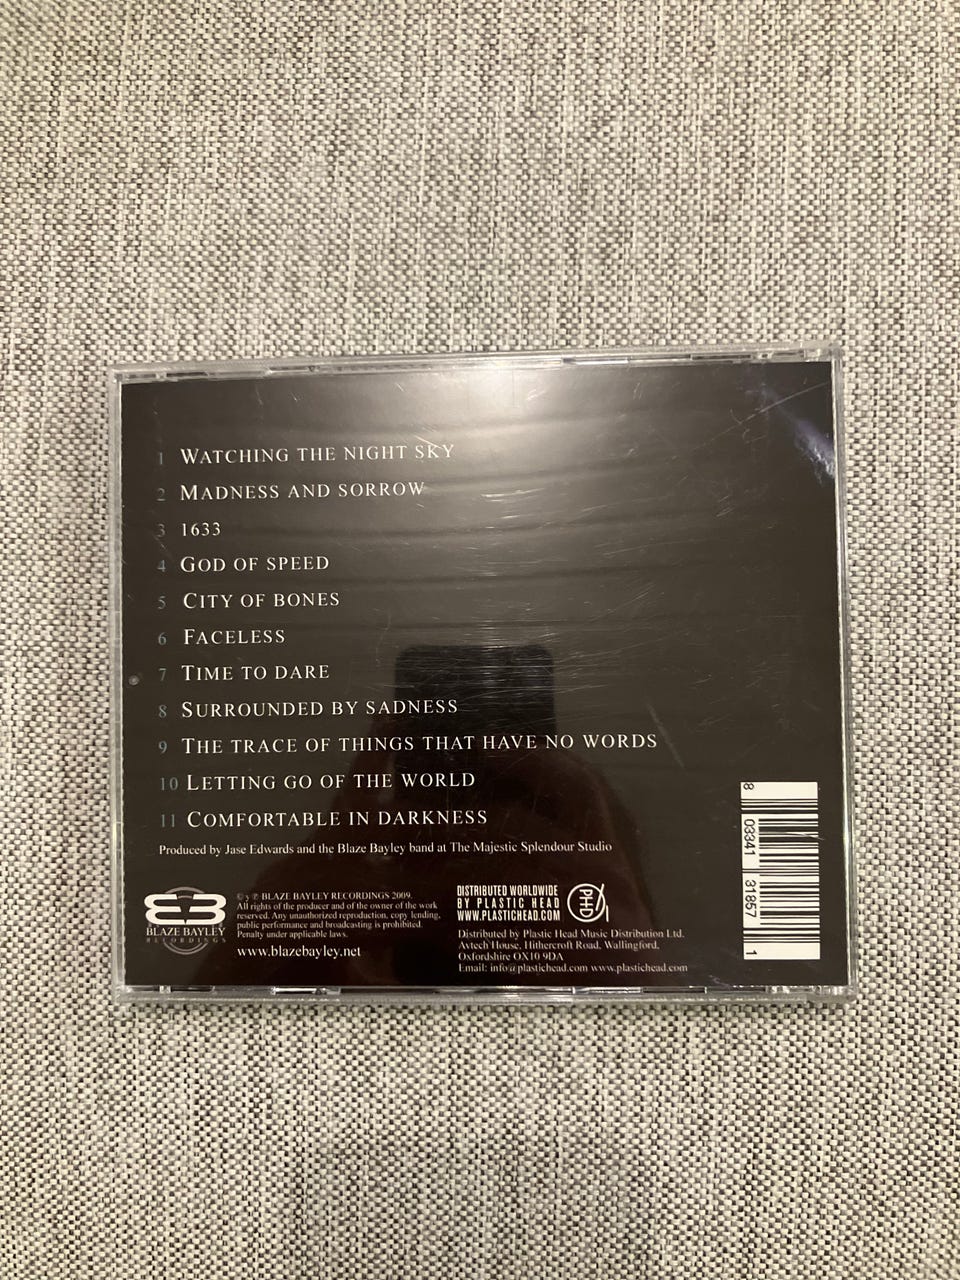 1 WATCHING THE NIGHT SKY
2 MADNESS AND SORROW
3 1633
4 GOD OF SPEED
5 CITY OF BONES
6 FACELESS
7 TIME TO DARE
8 SURROUNDED BY SADNESS
9 THE TRACE OF THINGS THAT HAVE NO WORDS
10 LETTING GO OF THE WORLD
11 COMFORTABLE IN DARKNESS
Produced by Jase Edwards and the Blaze Bayley band at The Majestic Splendour Studio
BLAZE BAYLEY
RECORDINGS
© y ℗ BLAZE BAYLEY RECORDINGS 2009.
All rights of the producer and of the owner of the work
reserved. Any unauthorized reproduction, copy lending,
public performance and broadcasting is prohibited.
Penalty under applicable laws.
www.blazebayley.net
DISTRIBUTED WORLDWIDE
BY PLASTIC HEAD
WWW.PLASTICHEAD.COM
PHD
Distributed by Plastic Head Music Distribution Ltd.
Avtech House, Hithercroft Road, Wallingford,
Oxfordshire OX10 9DA
Email: info@plastichead.com www.plastichead.com
8 03341 31857 1